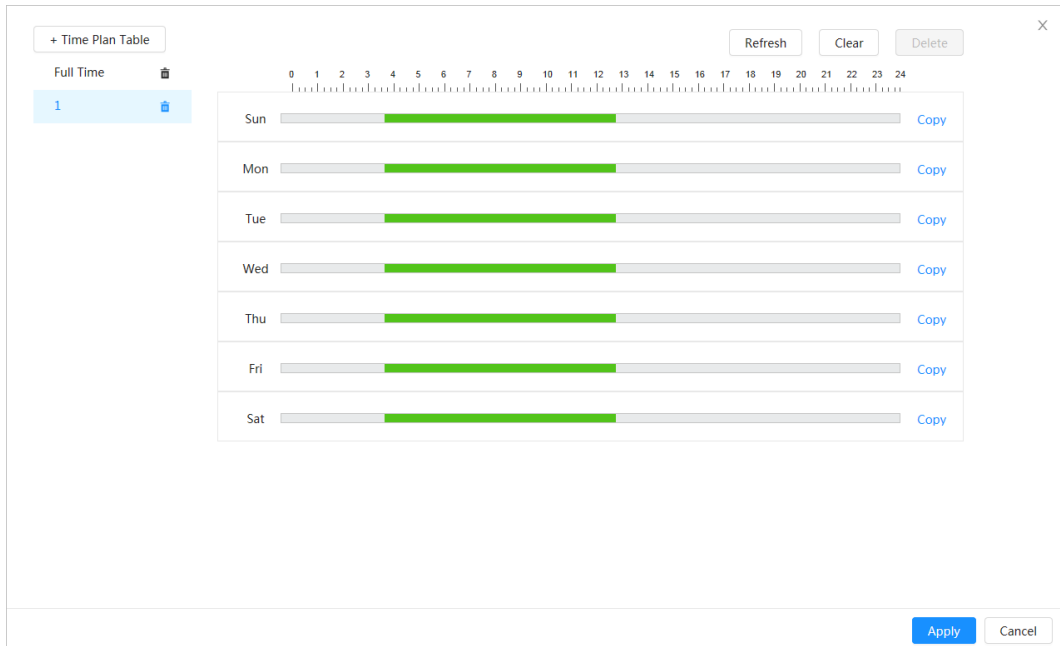 + Time Plan Table
Refresh Clear Delete
Full Time
1
0 1 2 3 4 5 6 7 8 9 10 11 12 13 14 15 16 17 18 19 20 21 22 23 24
Sun Copy
Mon Copy
Tue Copy
Wed Copy
Thu Copy
Fri Copy
Sat Copy
Apply Cancel